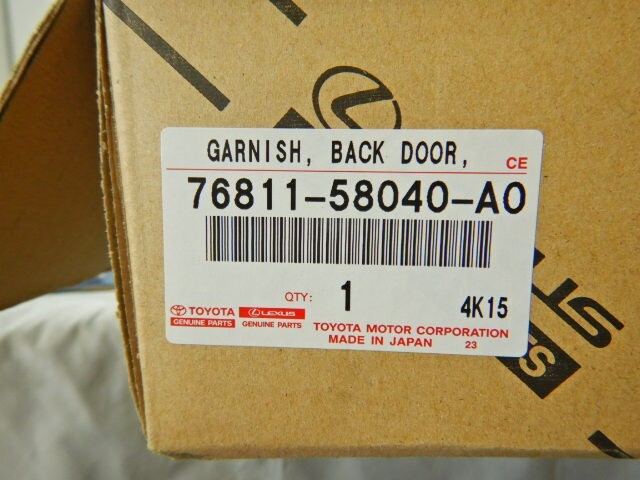 GARNISH, BACK DOOR,
CE
76811-58040-A0
QTY: 1
4K15
TOYOTA
GENUINE PARTS
LEXUS
GENUINE PARTS
TOYOTA MOTOR CORPORATION
MADE IN JAPAN 23